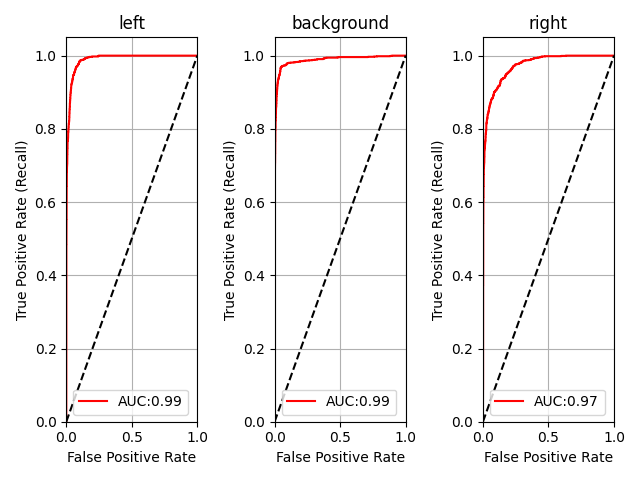 left
True Positive Rate (Recall)
1.0
0.8
0.6
0.4
0.2
0.0
AUC:0.99
0.0 0.5 1.0
False Positive Rate
background
True Positive Rate (Recall)
1.0
0.8
0.6
0.4
0.2
0.0
AUC:0.99
0.0 0.5 1.0
False Positive Rate
right
True Positive Rate (Recall)
1.0
0.8
0.6
0.4
0.2
0.0
AUC:0.97
0.0 0.5 1.0
False Positive Rate